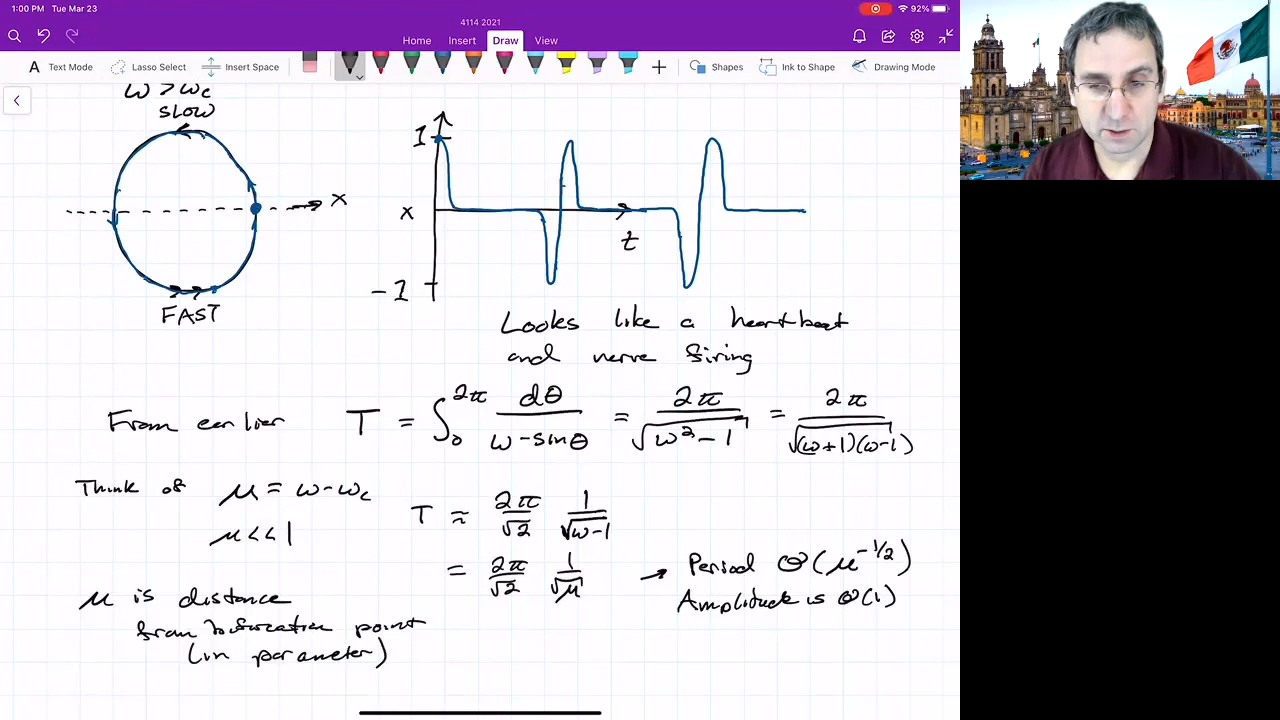 1:00 PM Tue Mar 23
92%
4114 2021
Home Insert Draw View
Text Mode Lasso Select Insert Space Shapes Ink to Shape Drawing Mode
ω > ωc
SLOW
FAST
x
1
x
-1
t
Looks like a heartbeat
and nerve firing
From earlier T = ∫₀^2π dθ/(ω-sinθ) = 2π/√(ω²-1) = 2π/√((ω+1)(ω-1))
Think of μ = ω-ωc
μ<<1
T ≈ 2π/√2 1/√(ω-1)
= 2π/√2 1/√μ
→ Period O(μ^-1/2)
Amplitude is O(1)
μ is distance
from bifurcation point
(in parameter)